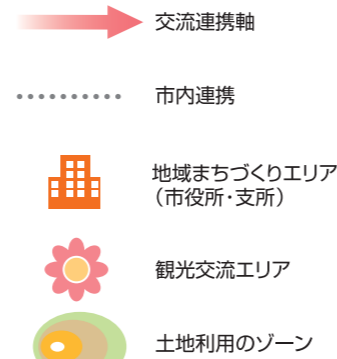 交流連携軸
市内連携
地域まちづくりエリア
（市役所・支所）
観光交流エリア
土地利用のゾーン